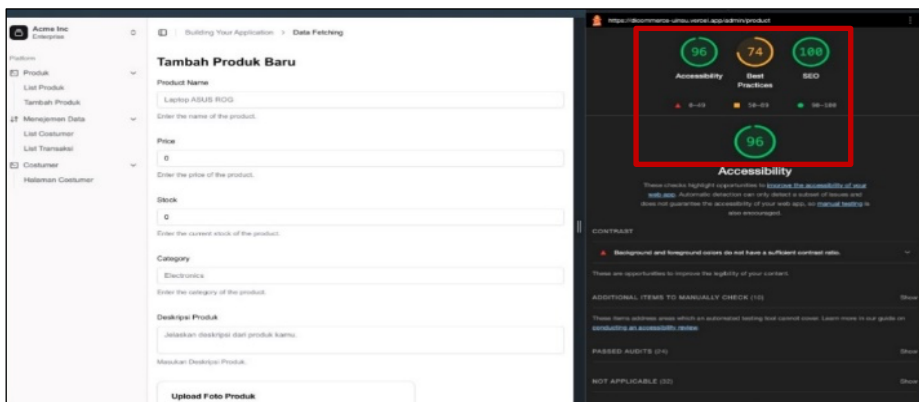 Acme Inc
Enterprise
Platform
Produk
List Produk
Tambah Produk
Menejemen Data
List Costumer
List Transaksi
Costumer
Halaman Costumer
Building Your Application > Data Fetching
Tambah Produk Baru
Product Name
Laptop ASUS ROG
Enter the name of the product.
Price
0
Enter the price of the product.
Stock
0
Enter the current stock of the product.
Category
Electronics
Enter the category of the product.
Deskripsi Produk
Jelaskan deskripsi dari produk kamu.
Masukan Deskripsi Produk.
Upload Foto Produk
https://dicommerce-uinsu.vercel.app/admin/product
96
74
100
Accessibility
Best
Practices
SEO
0–49
50–89
90–100
96
Accessibility
These checks highlight opportunities to improve the accessibility of your
web app. Automatic detection can only detect a subset of issues and
does not guarantee the accessibility of your web app, so manual testing is
also encouraged.
CONTRAST
Background and foreground colors do not have a sufficient contrast ratio.
These are opportunities to improve the legibility of your content.
ADDITIONAL ITEMS TO MANUALLY CHECK (10)
Show
These items address areas which an automated testing tool cannot cover. Learn more in our guide on
conducting an accessibility review.
PASSED AUDITS (24)
Show
NOT APPLICABLE (32)
Show